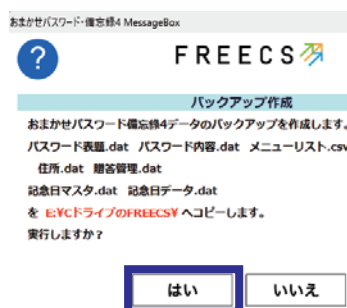 おまかせパスワード・備忘録4 MessageBox
?
FREECS
バックアップ作成
おまかせパスワード備忘録4データのバックアップを作成します。
パスワード表題.dat パスワード内容.dat メニューリスト.csv
住所.dat 贈答管理.dat
記念日マスタ.dat 記念日データ.dat
を E:¥CドライブのFREECS¥ へコピーします。
実行しますか？
はい
いいえ